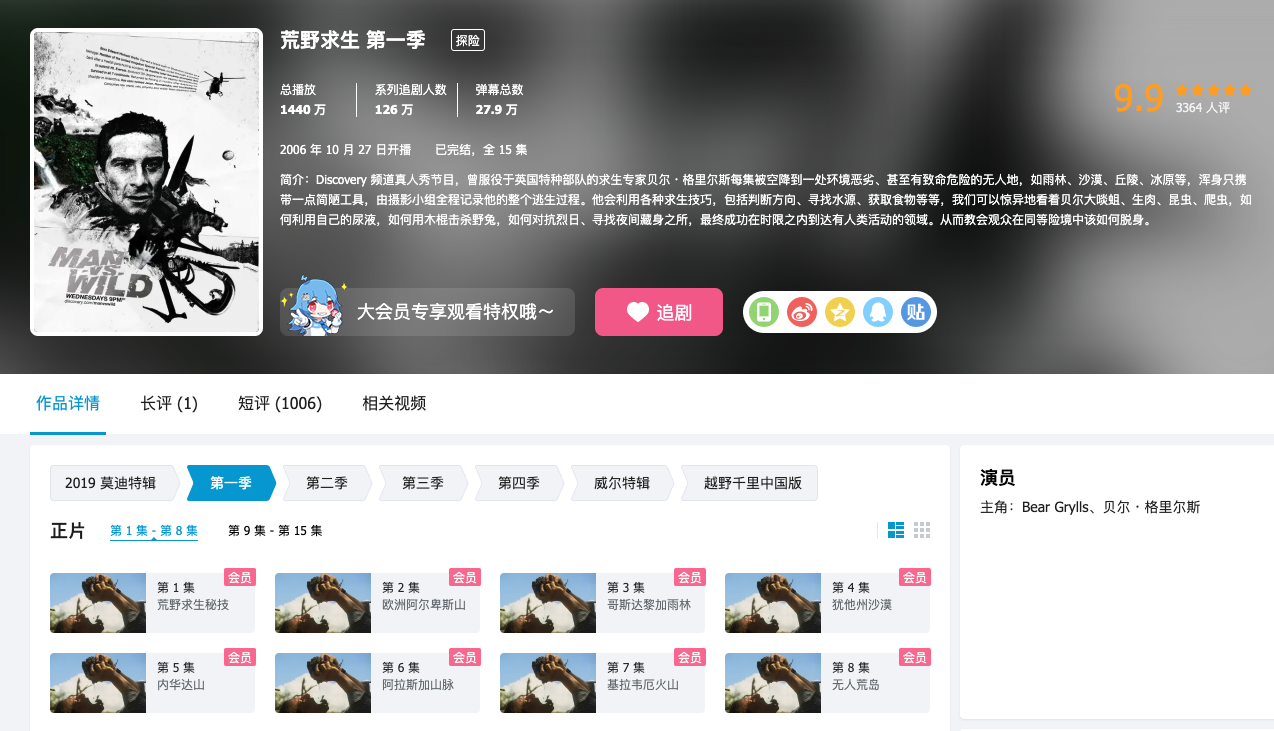 荒野求生 第一季
探险
总播放
1440 万
系列追剧人数
126 万
弹幕总数
27.9 万
9.9
3364 人评
2006 年 10 月 27 日开播
已完结，全 15 集
简介：Discovery 频道真人秀节目，曾服役于英国特种部队的求生专家贝尔·格里尔斯每集被空降到一处环境恶劣、甚至有致命危险的无人地，如雨林、沙漠、丘陵、冰原等，浑身只携
带一点简陋工具，由摄影小组全程记录他的整个逃生过程。他会利用各种求生技巧，包括判断方向、寻找水源、获取食物等等，我们可以惊异地看着贝尔大啖蛆、生肉、昆虫、爬虫，如
何利用自己的尿液，如何用木棍击杀野兔，如何对抗烈日、寻找夜间藏身之所，最终成功在时限之内到达有人类活动的领域。从而教会观众在同等险境中该如何脱身。
MAN
VS.
WILD
WEDNESDAYS 9PM
大会员专享观看特权哦～
追剧
贴
作品详情
长评 (1)
短评 (1006)
相关视频
2019 莫迪特辑
第一季
第二季
第三季
第四季
威尔特辑
越野千里中国版
正片
第 1 集 - 第 8 集
第 9 集 - 第 15 集
会员
第 1 集
荒野求生秘技
会员
第 2 集
欧洲阿尔卑斯山
会员
第 3 集
哥斯达黎加雨林
会员
第 4 集
犹他州沙漠
会员
第 5 集
内华达山
会员
第 6 集
阿拉斯加山脉
会员
第 7 集
基拉韦厄火山
会员
第 8 集
无人荒岛
演员
主角：Bear Grylls、贝尔·格里尔斯